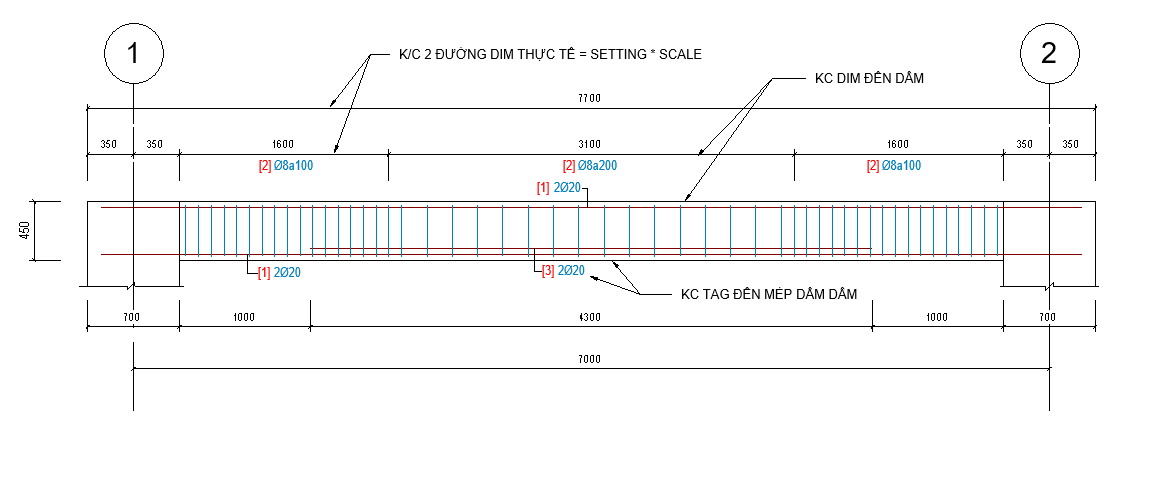 1
2
K/C 2 ĐƯỜNG DIM THỰC TẾ = SETTING * SCALE
KC DIM ĐẾN DẦM
7700
350 350 1600 3100 1600 350 350
[2] Ø8a100 [2] Ø8a200 [2] Ø8a100
[1] 2Ø20
450
[1] 2Ø20 [3] 2Ø20
KC TAG ĐẾN MÉP DẦM DẦM
700 1000 4300 1000 700
7000